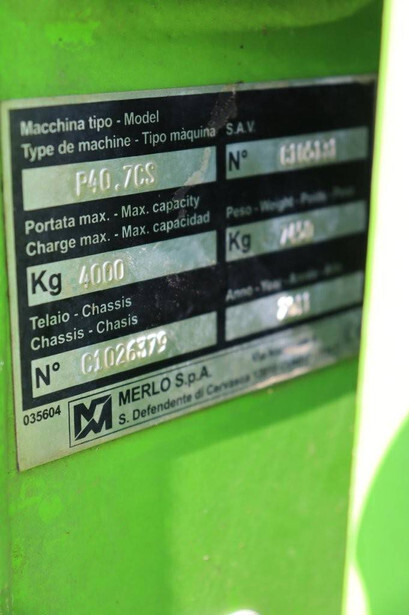 Macchina tipo - Model
Type de machine - Tipo màquina
P40.7CS
S.A.V.
N°
Portata max. - Max. capacity
Charge max. - Max. capacidad
Kg 4000
Peso - Weight - Poids - Peso
Kg
Telaio - Chassis
Chassis - Chasis
N° C1026379
Anno - Year - Année - Año
035604
MERLO S.p.A.
S. Defendente di Cervasca